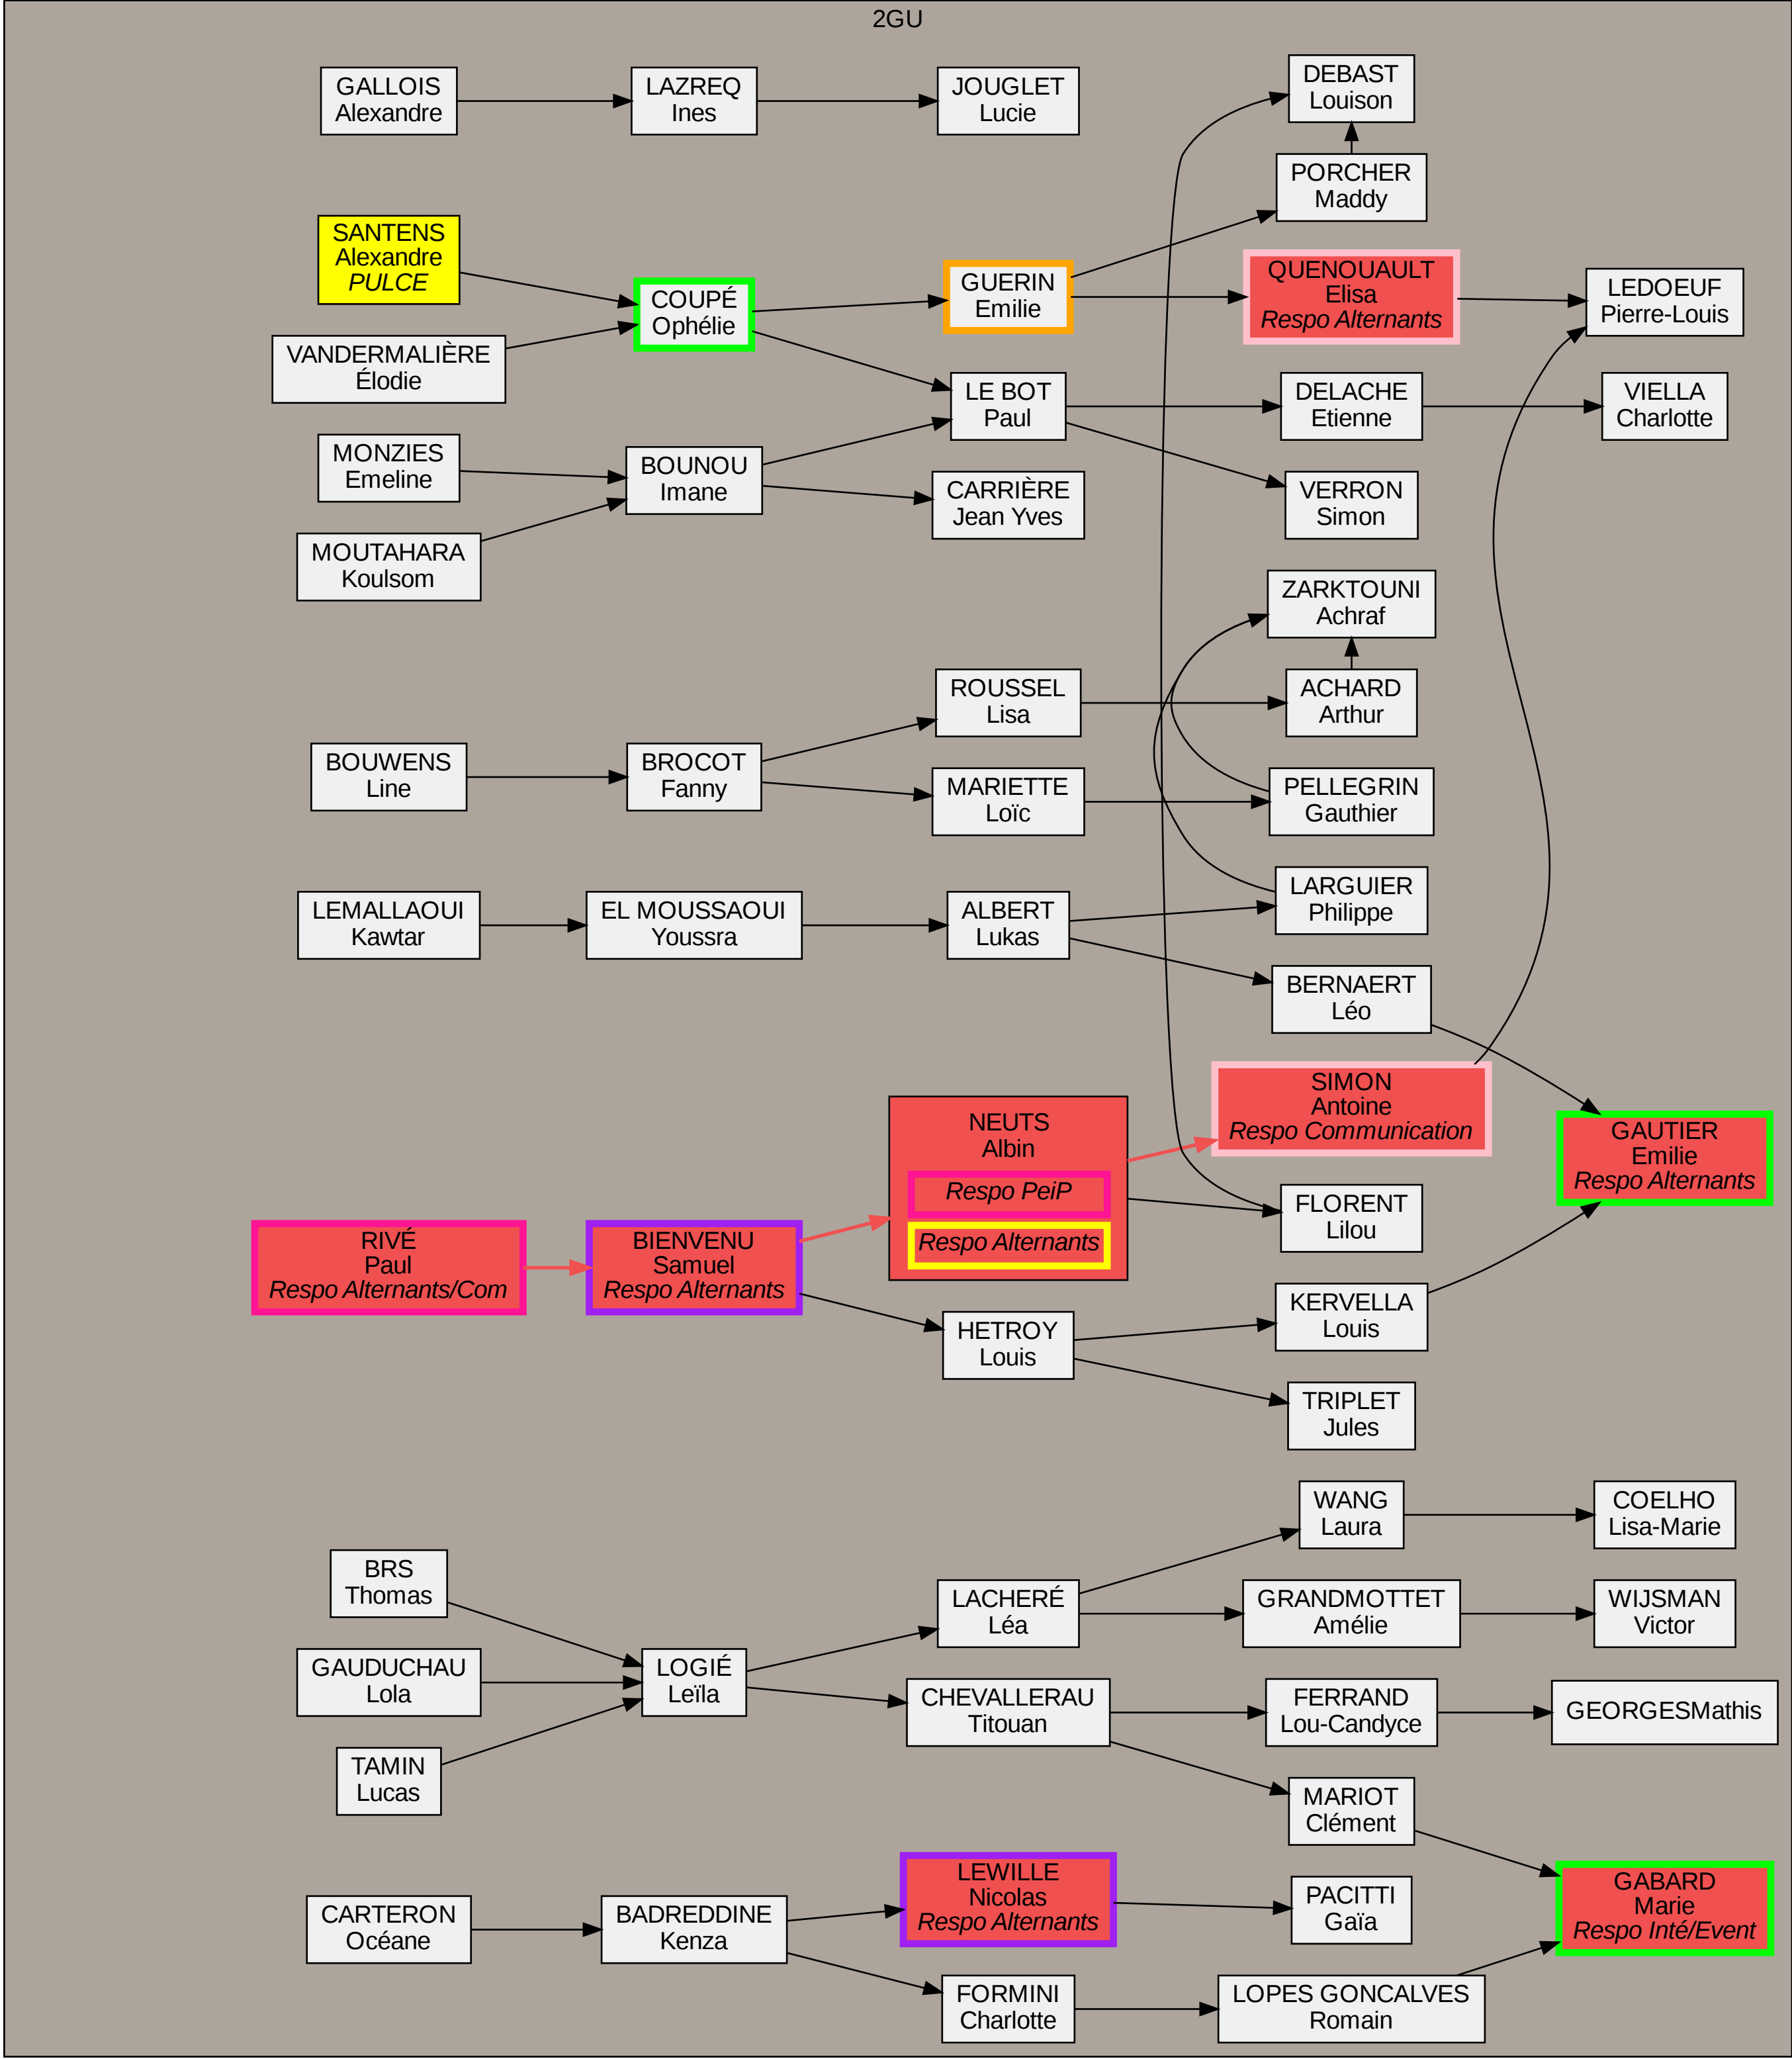 2GU
GALLOIS
Alexandre
LAZREQ
Ines
JOUGLET
Lucie
DEBAST
Louison
PORCHER
Maddy
SANTENS
Alexandre
PULCE
VANDERMALIÈRE
Élodie
COUPÉ
Ophélie
GUERIN
Emilie
QUENOUAULT
Elisa
Respo Alternants
LEDOEUF
Pierre-Louis
LE BOT
Paul
DELACHE
Etienne
VIELLA
Charlotte
MONZIES
Emeline
MOUTAHARA
Koulsom
BOUNOU
Imane
CARRIÈRE
Jean Yves
VERRON
Simon
ZARKTOUNI
Achraf
ROUSSEL
Lisa
ACHARD
Arthur
BOUWENS
Line
BROCOT
Fanny
MARIETTE
Loïc
PELLEGRIN
Gauthier
LEMALLAOUI
Kawtar
EL MOUSSAOUI
Youssra
ALBERT
Lukas
LARGUIER
Philippe
BERNAERT
Léo
SIMON
Antoine
Respo Communication
GAUTIER
Emilie
Respo Alternants
NEUTS
Albin
Respo PeiP
Respo Alternants
FLORENT
Lilou
RIVÉ
Paul
Respo Alternants/Com
BIENVENU
Samuel
Respo Alternants
HETROY
Louis
KERVELLA
Louis
TRIPLET
Jules
WANG
Laura
COELHO
Lisa-Marie
BRS
Thomas
LACHERÉ
Léa
GRANDMOTTET
Amélie
WIJSMAN
Victor
GAUDUCHAU
Lola
LOGIÉ
Leïla
CHEVALLERAU
Titouan
FERRAND
Lou-Candyce
GEORGESMathis
TAMIN
Lucas
MARIOT
Clément
LEWILLE
Nicolas
Respo Alternants
PACITTI
Gaïa
GABARD
Marie
Respo Inté/Event
CARTERON
Océane
BADREDDINE
Kenza
FORMINI
Charlotte
LOPES GONCALVES
Romain